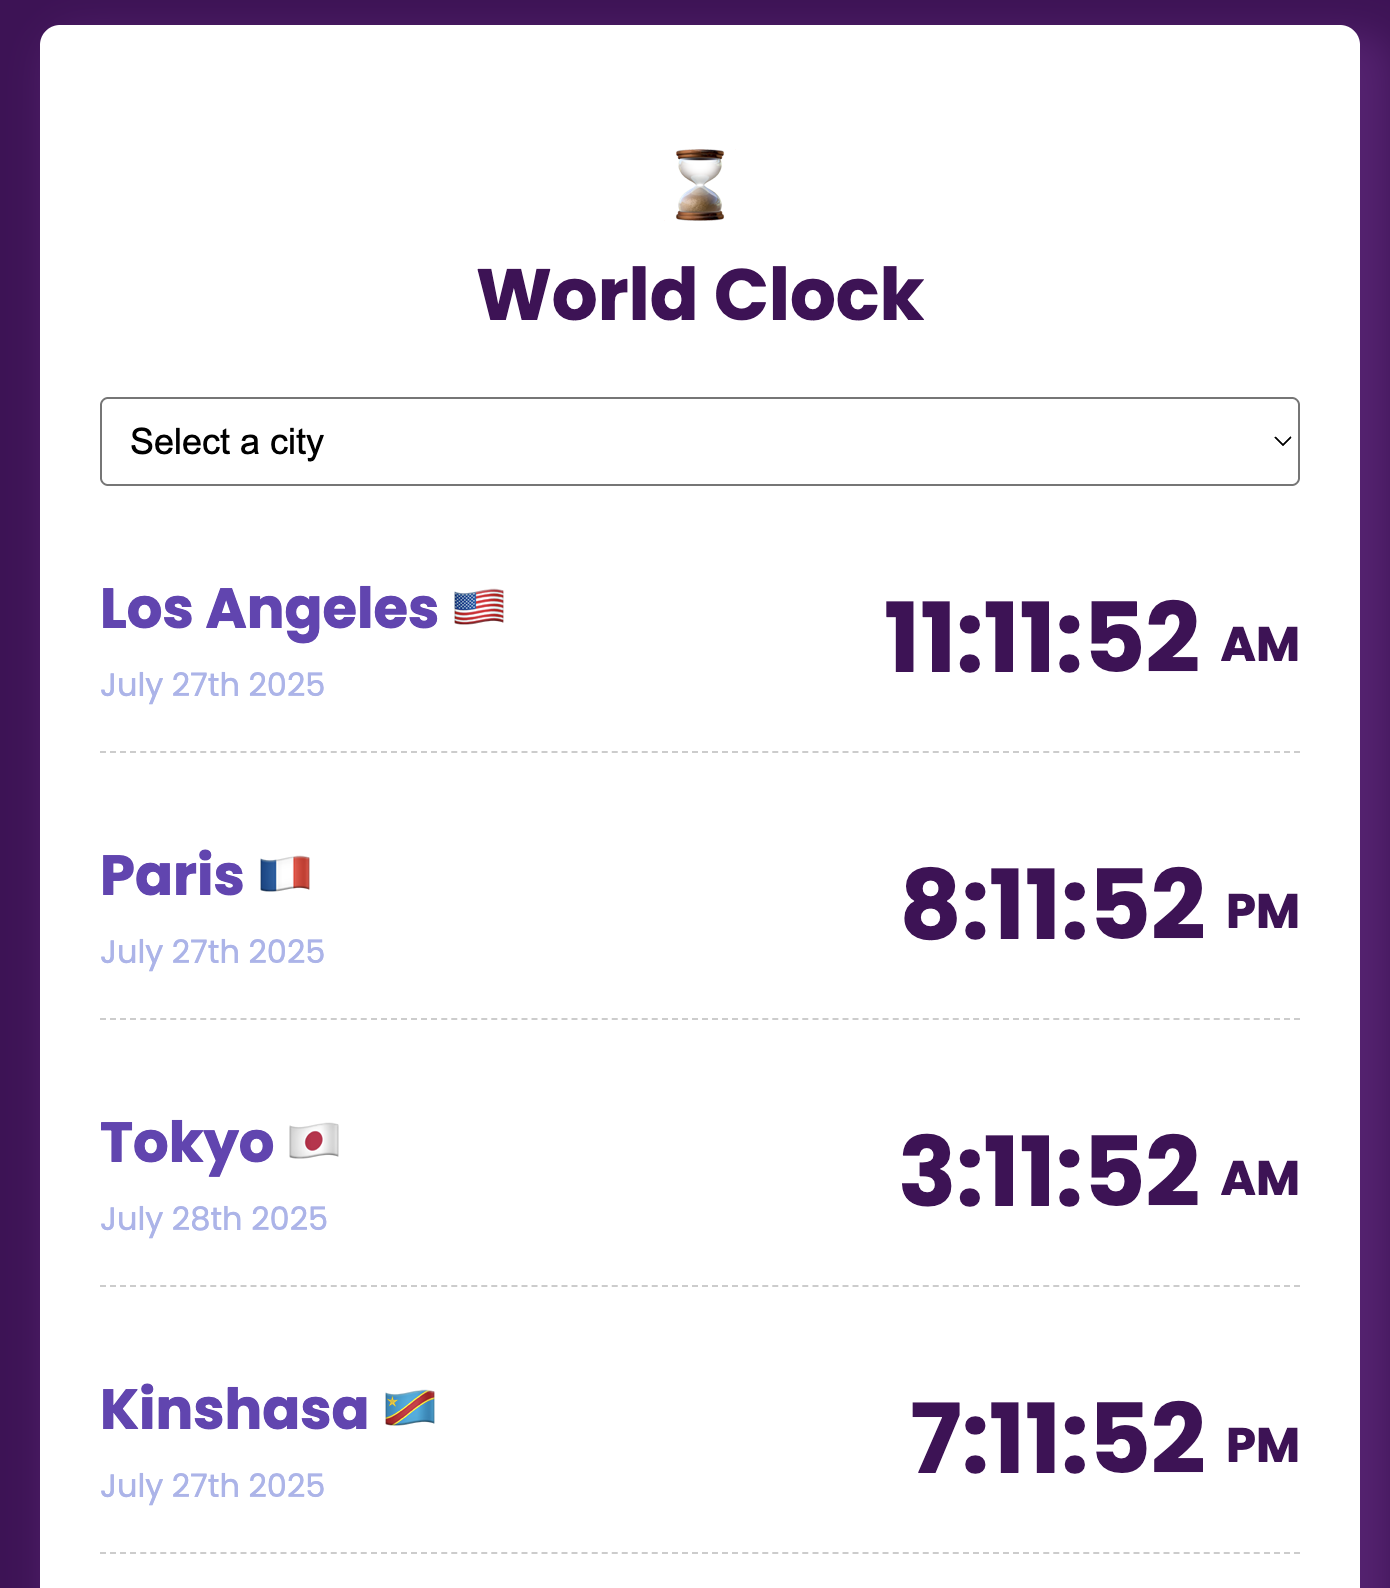 World Clock
Select a city
Los Angeles 🇺🇸
11:11:52 AM
July 27th 2025
Paris 🇫🇷
8:11:52 PM
July 27th 2025
Tokyo 🇯🇵
3:11:52 AM
July 28th 2025
Kinshasa 🇨🇩
7:11:52 PM
July 27th 2025